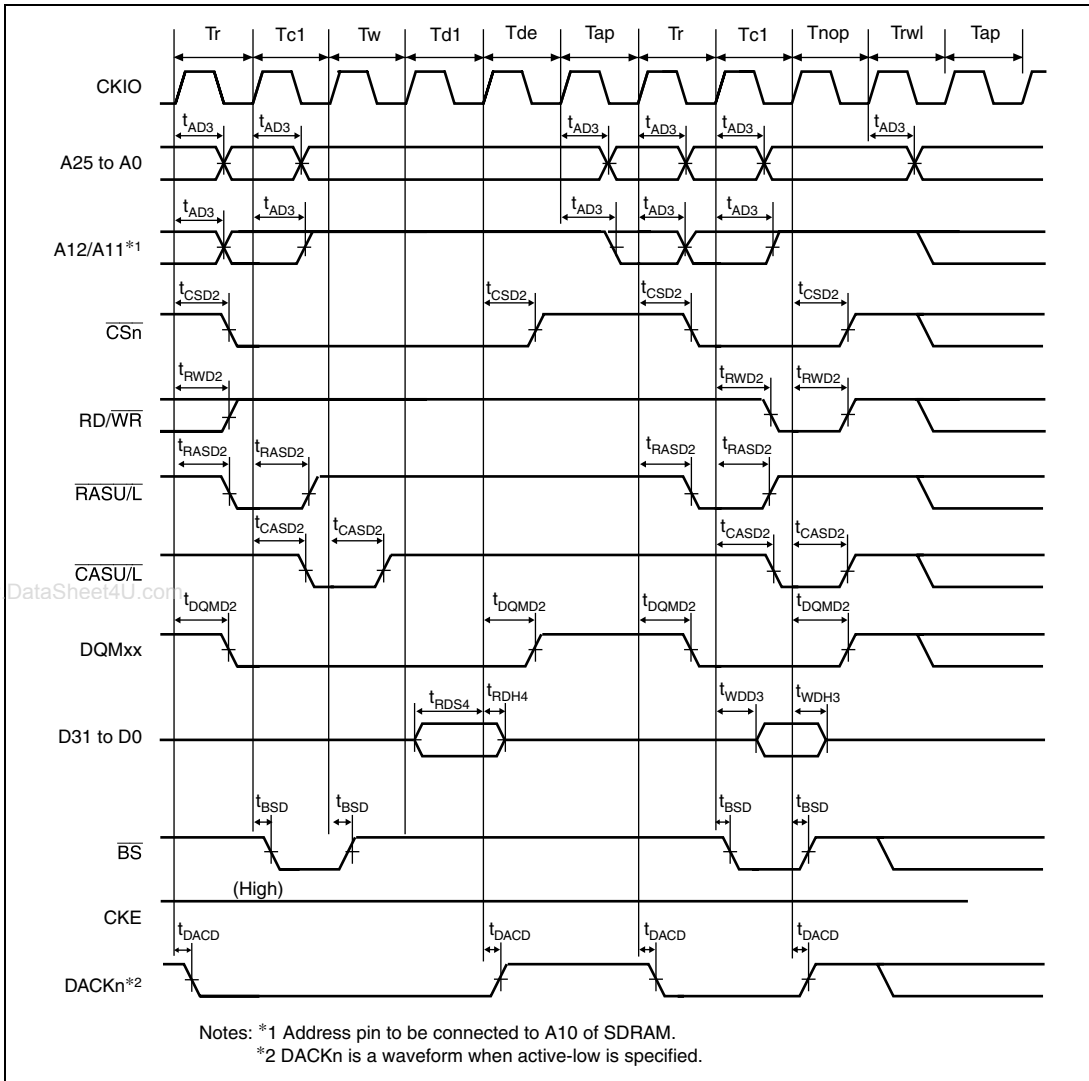 Tr Tc1 Tw Td1 Tde Tap Tr Tc1 Tnop Trwl Tap
CKIO
tAD3 tAD3 tAD3 tAD3 tAD3 tAD3
A25 to A0
tAD3 tAD3 tAD3 tAD3 tAD3
A12/A11*1
tCSD2 tCSD2 tCSD2 tCSD2
CSn
tRWD2 tRWD2 tRWD2
RD/WR
tRASD2 tRASD2 tRASD2 tRASD2
RASU/L
tCASD2 tCASD2 tCASD2 tCASD2
CASU/L
DataSheet4U.com
tDQMD2 tDQMD2 tDQMD2 tDQMD2
DQMxx
tRDS4 tRDH4 tWDD3 tWDH3
D31 to D0
tBSD tBSD tBSD tBSD
BS
(High)
CKE
tDACD tDACD tDACD tDACD
DACKn*2
Notes: *1 Address pin to be connected to A10 of SDRAM.
*2 DACKn is a waveform when active-low is specified.